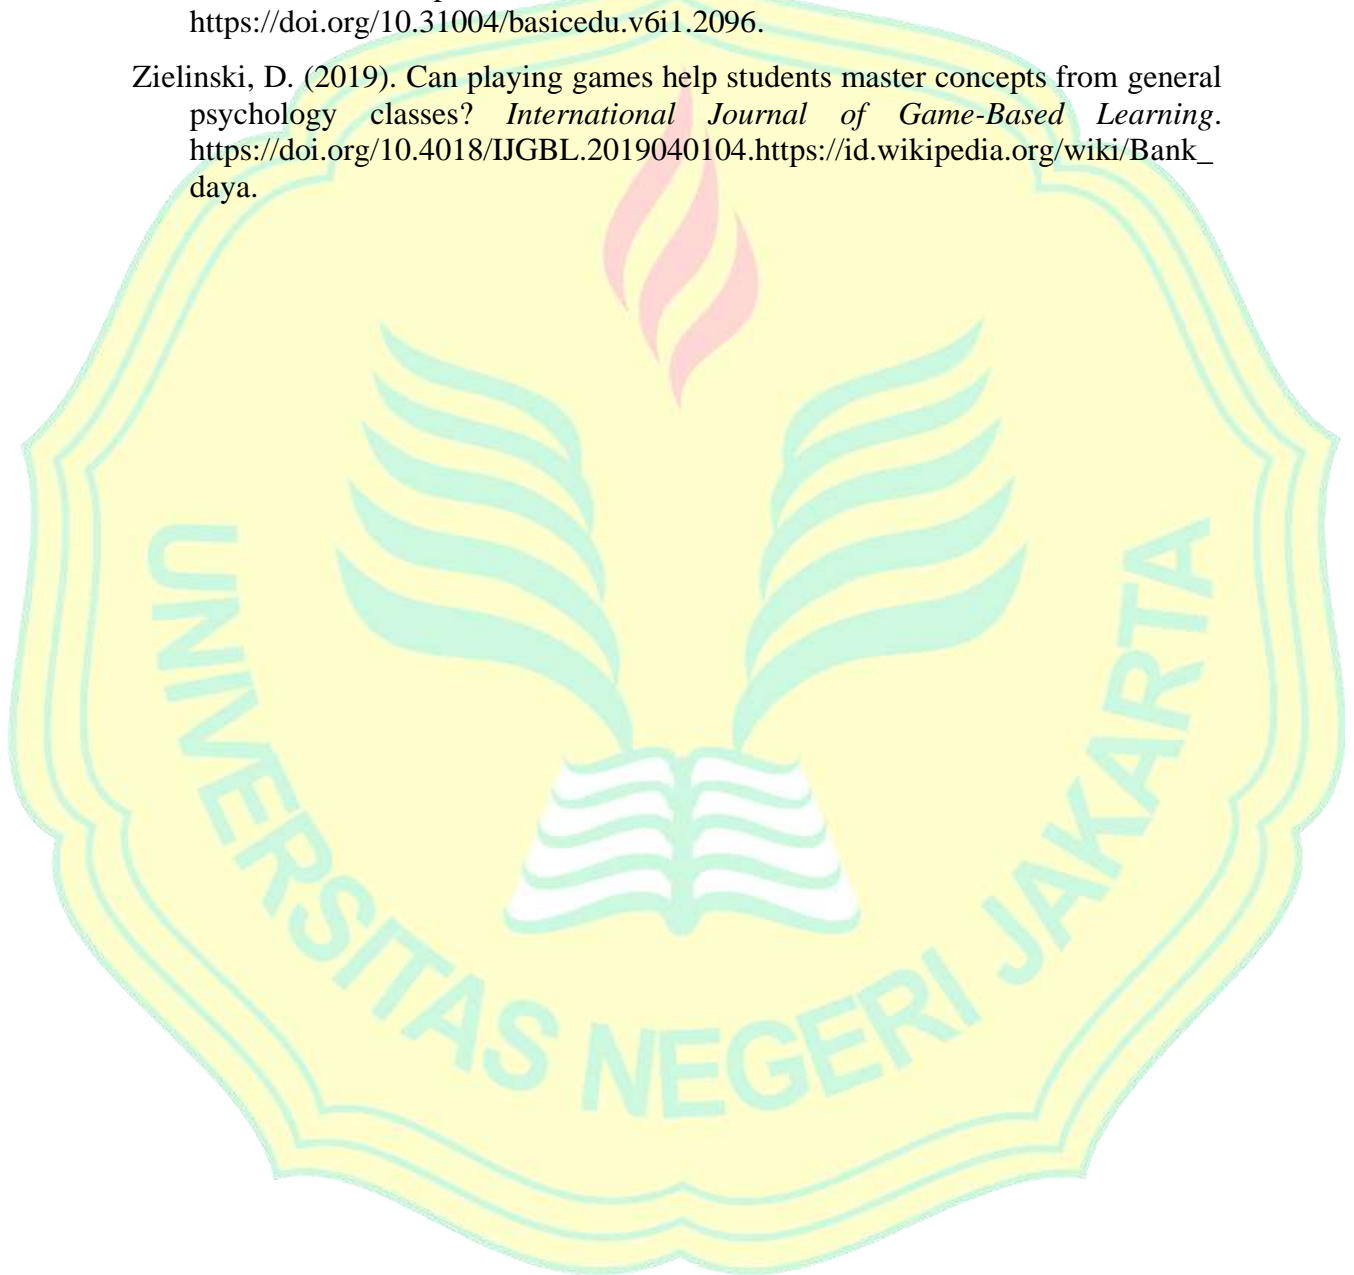 https://doi.org/10.31004/basicedu.v6i1.2096.
Zielinski, D. (2019). Can playing games help students master concepts from general
psychology classes? International Journal of Game-Based Learning.
https://doi.org/10.4018/IJGBL.2019040104.https://id.wikipedia.org/wiki/Bank_
daya.
UNIVERSITAS NEGERI JAKARTA